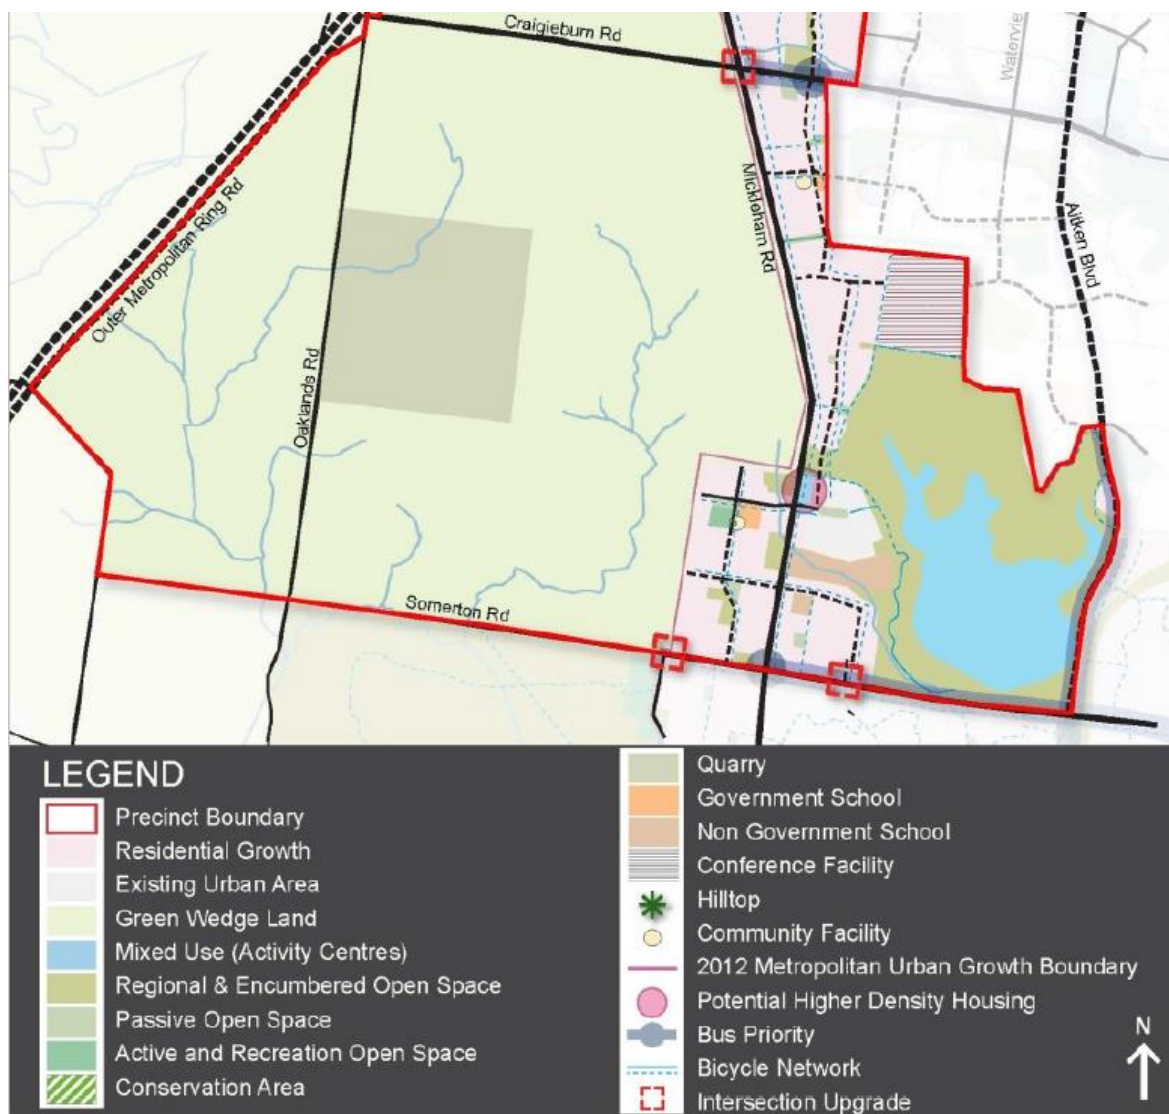 Craigieburn Rd
Waterview
Outer Metropolitan Ring Rd
Mickleham Rd
Aitken Blvd
Oaklands Rd
Somerton Rd
LEGEND
Precinct Boundary
Residential Growth
Existing Urban Area
Green Wedge Land
Mixed Use (Activity Centres)
Regional & Encumbered Open Space
Passive Open Space
Active and Recreation Open Space
Conservation Area
Quarry
Government School
Non Government School
Conference Facility
Hilltop
Community Facility
2012 Metropolitan Urban Growth Boundary
Potential Higher Density Housing
Bus Priority
Bicycle Network
Intersection Upgrade
N